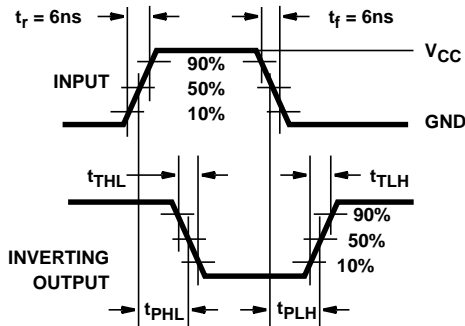 t_r = 6ns
t_f = 6ns
V_CC
INPUT
90%
50%
10%
GND
t_THL
t_TLH
90%
50%
10%
INVERTING
OUTPUT
t_PHL
t_PLH